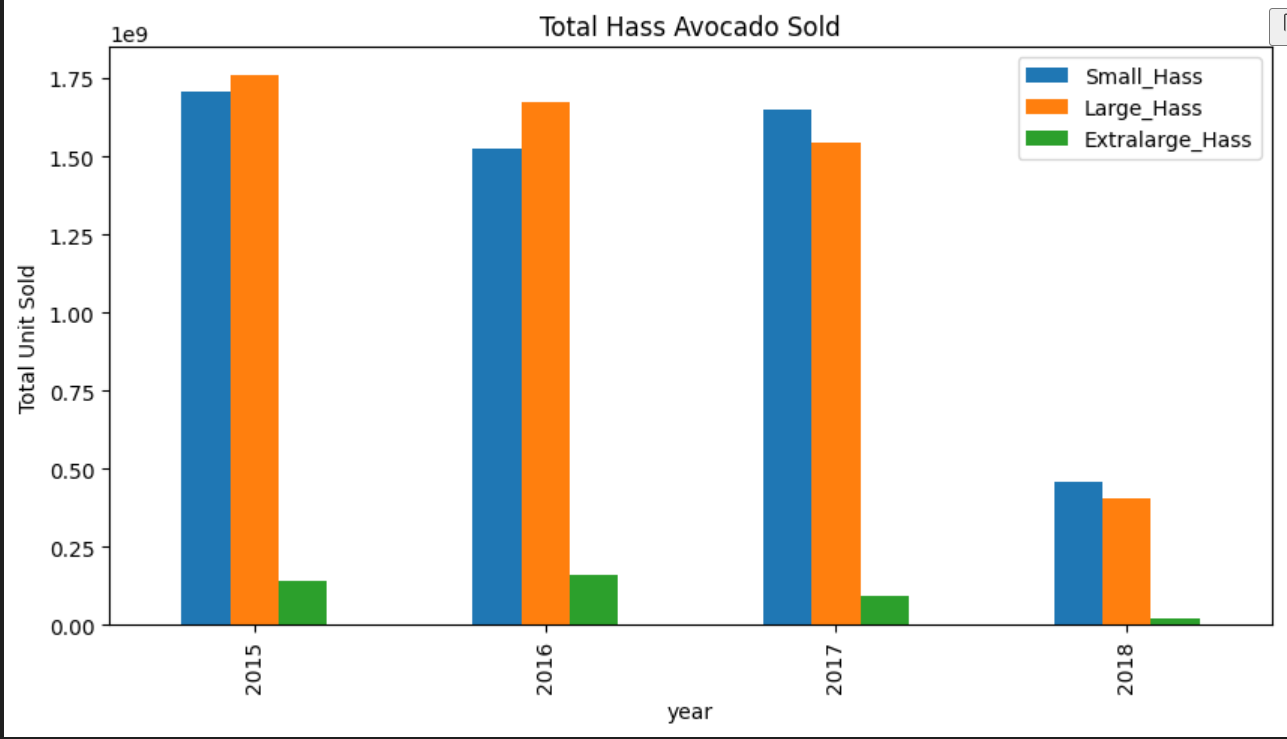 Total Hass Avocado Sold
1e9
Small_Hass
Large_Hass
Extralarge_Hass
1.75
1.50
1.25
1.00
0.75
0.50
0.25
0.00
Total Unit Sold
2015
2016
2017
2018
year